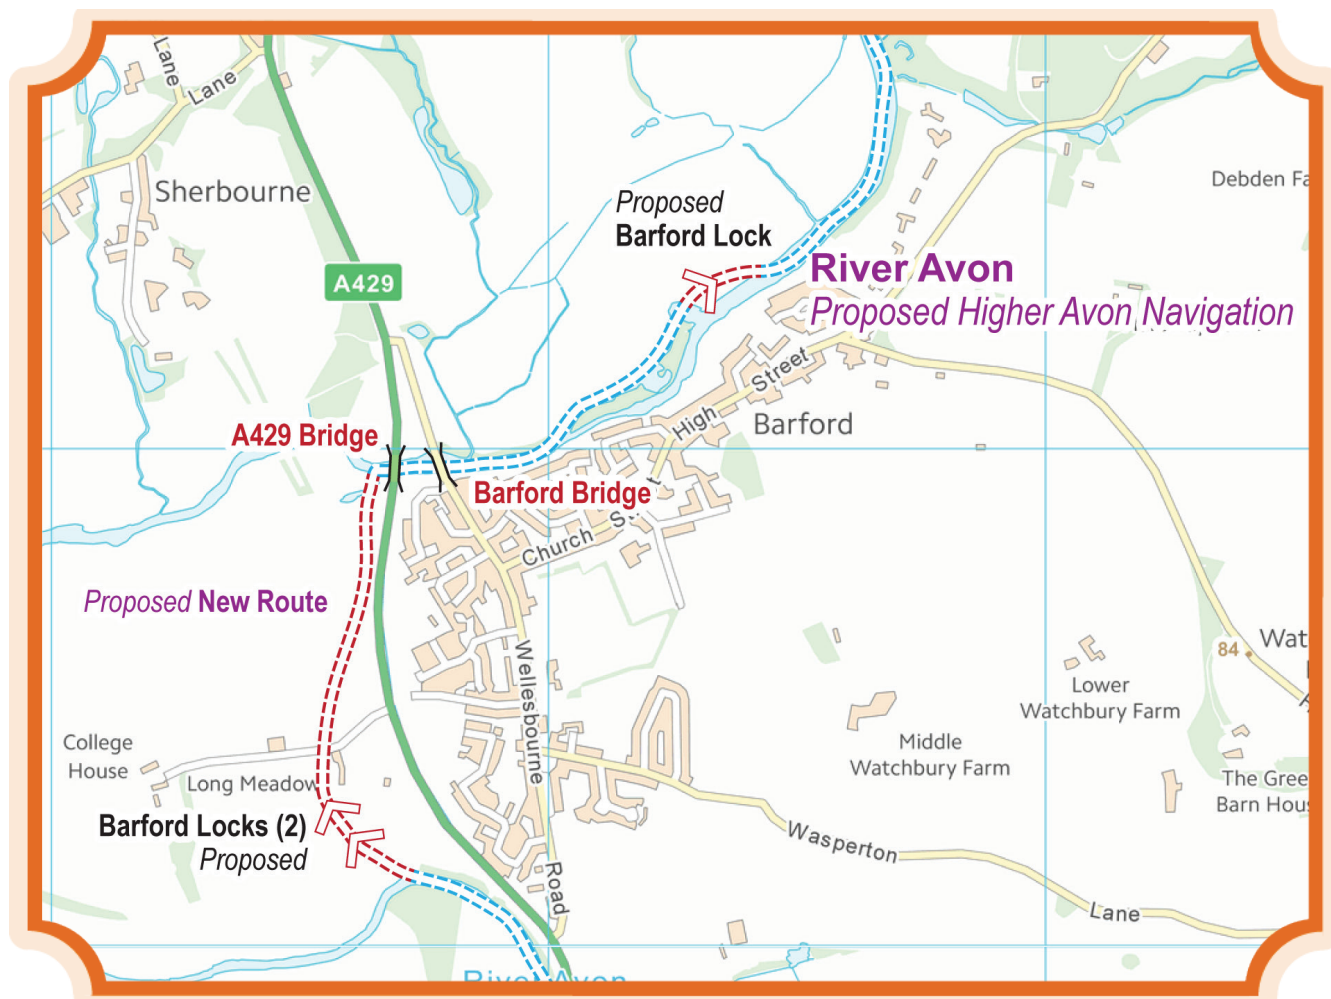 Lane
Lane
Sherbourne
A429
Proposed
Barford Lock
Debden Fa
River Avon
Proposed Higher Avon Navigation
High
Street
Barford
A429 Bridge
Barford Bridge
Church
Proposed New Route
Wellesbourne
Road
84
Wat
Lower
Watchbury Farm
College
House
Long Meadow
Middle
Watchbury Farm
The Gree
Barn Hous
Barford Locks (2)
Proposed
Wasperton
Lane
River Avon